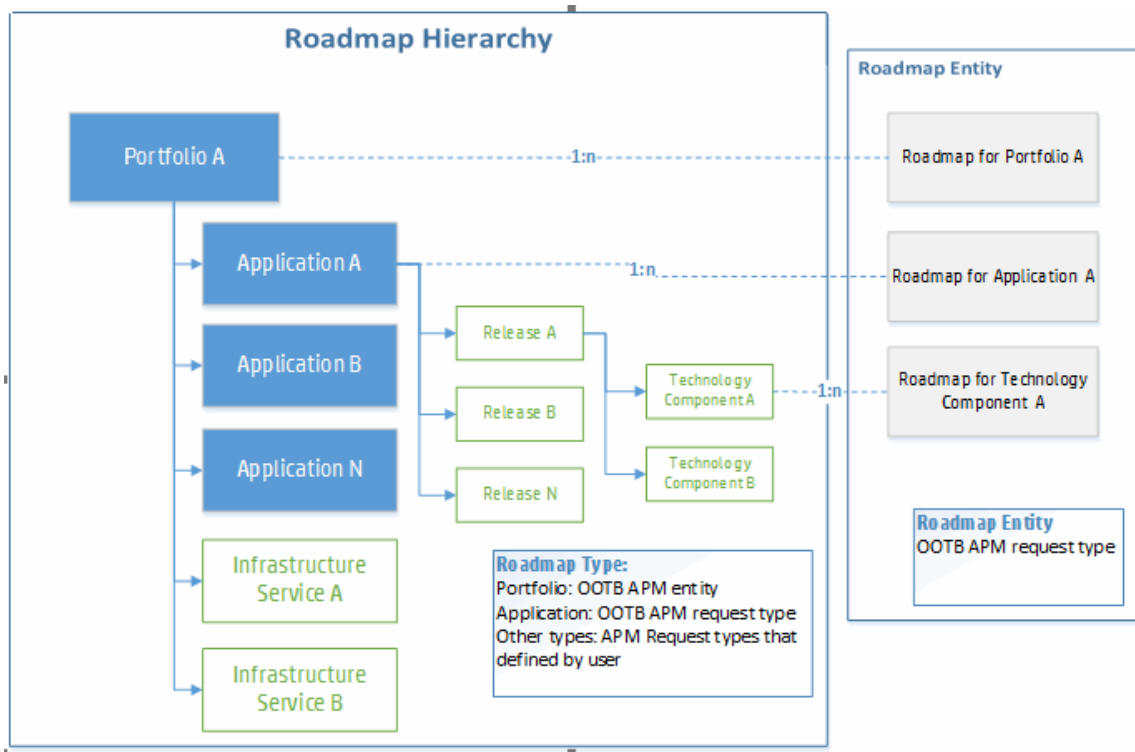 Roadmap Hierarchy
Roadmap Entity
Portfolio A
1:n
Roadmap for Portfolio A
Application A
1:n
Roadmap for Application A
Release A
Application B
Technology
Component A
1:n
Roadmap for Technology
Component A
Release B
Application N
Technology
Component B
Release N
Infrastructure
Service A
Roadmap Type:
Portfolio: OOTB APM entity
Application: OOTB APM request type
Other types: APM Request types that
defined by user
Roadmap Entity
OOTB APM request type
Infrastructure
Service B